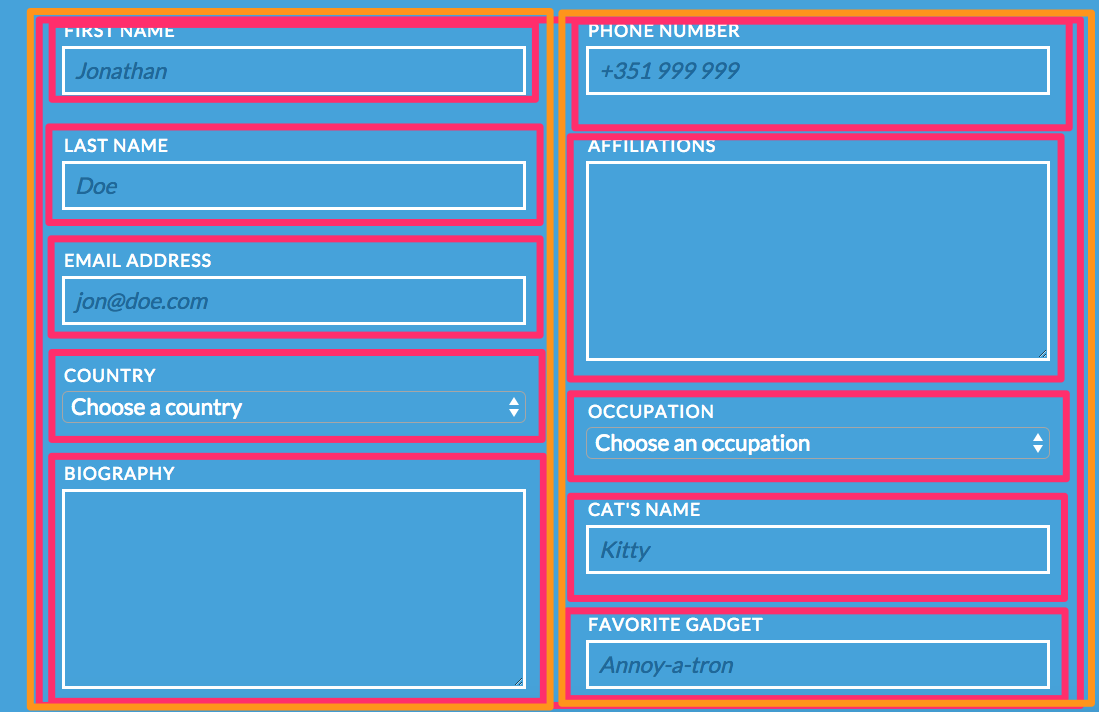 FIRST NAME
Jonathan
LAST NAME
Doe
EMAIL ADDRESS
jon@doe.com
COUNTRY
Choose a country
BIOGRAPHY
PHONE NUMBER
+351 999 999
AFFILIATIONS
OCCUPATION
Choose an occupation
CAT'S NAME
Kitty
FAVORITE GADGET
Annoy-a-tron